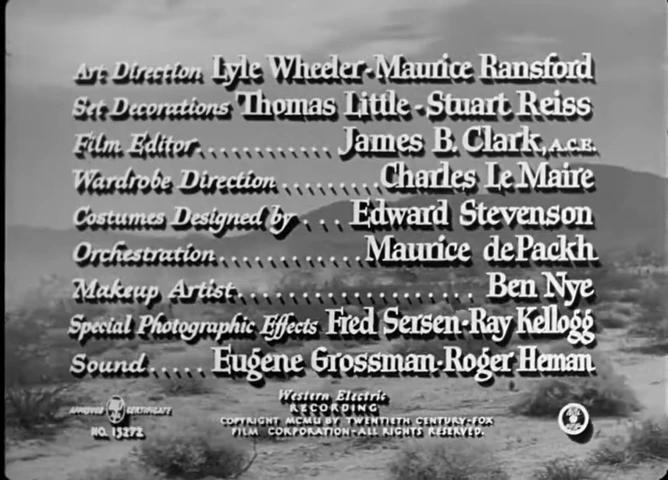 Art Direction Lyle Wheeler-Maurice Ransford
Set Decorations Thomas Little-Stuart Reiss
Film Editor............ James B. Clark, A.C.E.
Wardrobe Direction ....... Charles LeMaire
Costumes Designed by ... Edward Stevenson
Orchestration............ Maurice dePackh
Makeup Artist..................... Ben Nye
Special Photographic Effects Fred Sersen-Ray Kellogg
Sound..... Eugene Grossman-Roger Heman
Western Electric
RECORDING
APPROVED CERTIFICATE
NO. 13272
COPYRIGHT MCML BY TWENTIETH CENTURY-FOX
FILM CORPORATION-ALL RIGHTS RESERVED.